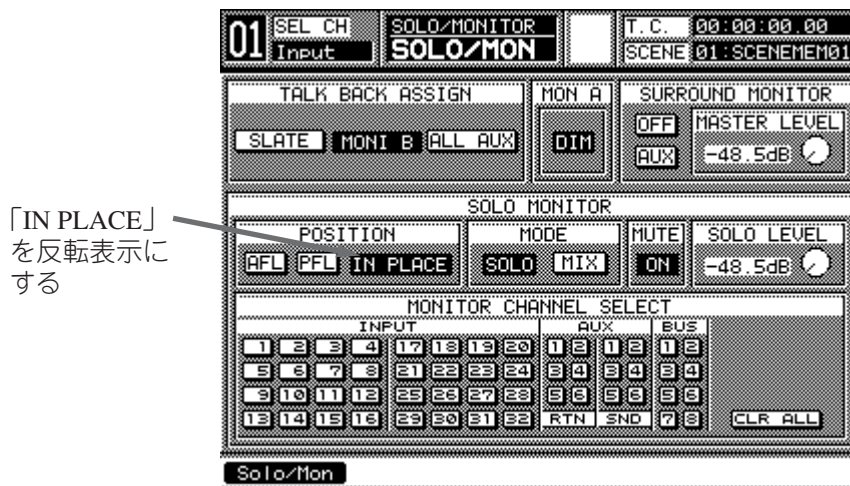 01 SEL CH Input SOLO/MONITOR SOLO/MON T.C. 00:00:00.00
SCENE 01:SCENEMEM01
TALK BACK ASSIGN MON A SURROUND MONITOR
SLATE MONI B ALL AUX DIM OFF AUX MASTER LEVEL -48.5dB
「IN PLACE」
を反転表示に
する
SOLO MONITOR
POSITION MODE MUTE SOLO LEVEL
AFL PFL IN PLACE SOLO MIX ON -48.5dB
MONITOR CHANNEL SELECT
INPUT AUX BUS
1 2 3 4 17 18 19 20 1 2 1 2 1 2
5 6 7 8 21 22 23 24 3 4 3 4 3 4
9 10 11 12 25 26 27 28 5 6 5 6 5 6
13 14 15 16 29 30 31 32 RTN SND 7 8 CLR ALL
Solo/Mon